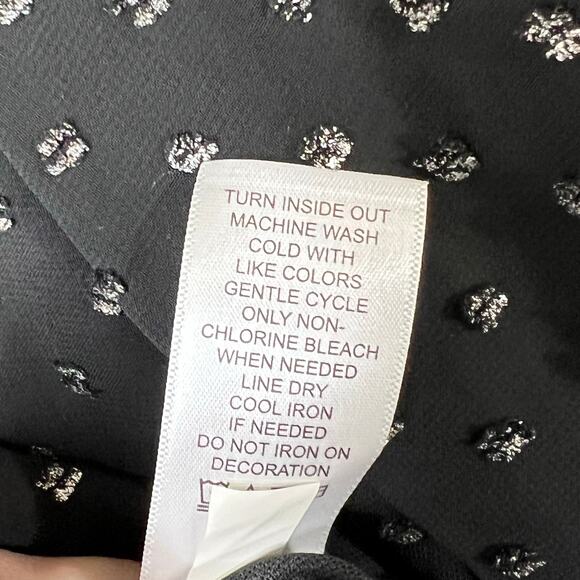 TURN INSIDE OUT
MACHINE WASH
COLD WITH
LIKE COLORS
GENTLE CYCLE
ONLY NON-
CHLORINE BLEACH
WHEN NEEDED
LINE DRY
COOL IRON
IF NEEDED
DO NOT IRON ON
DECORATION